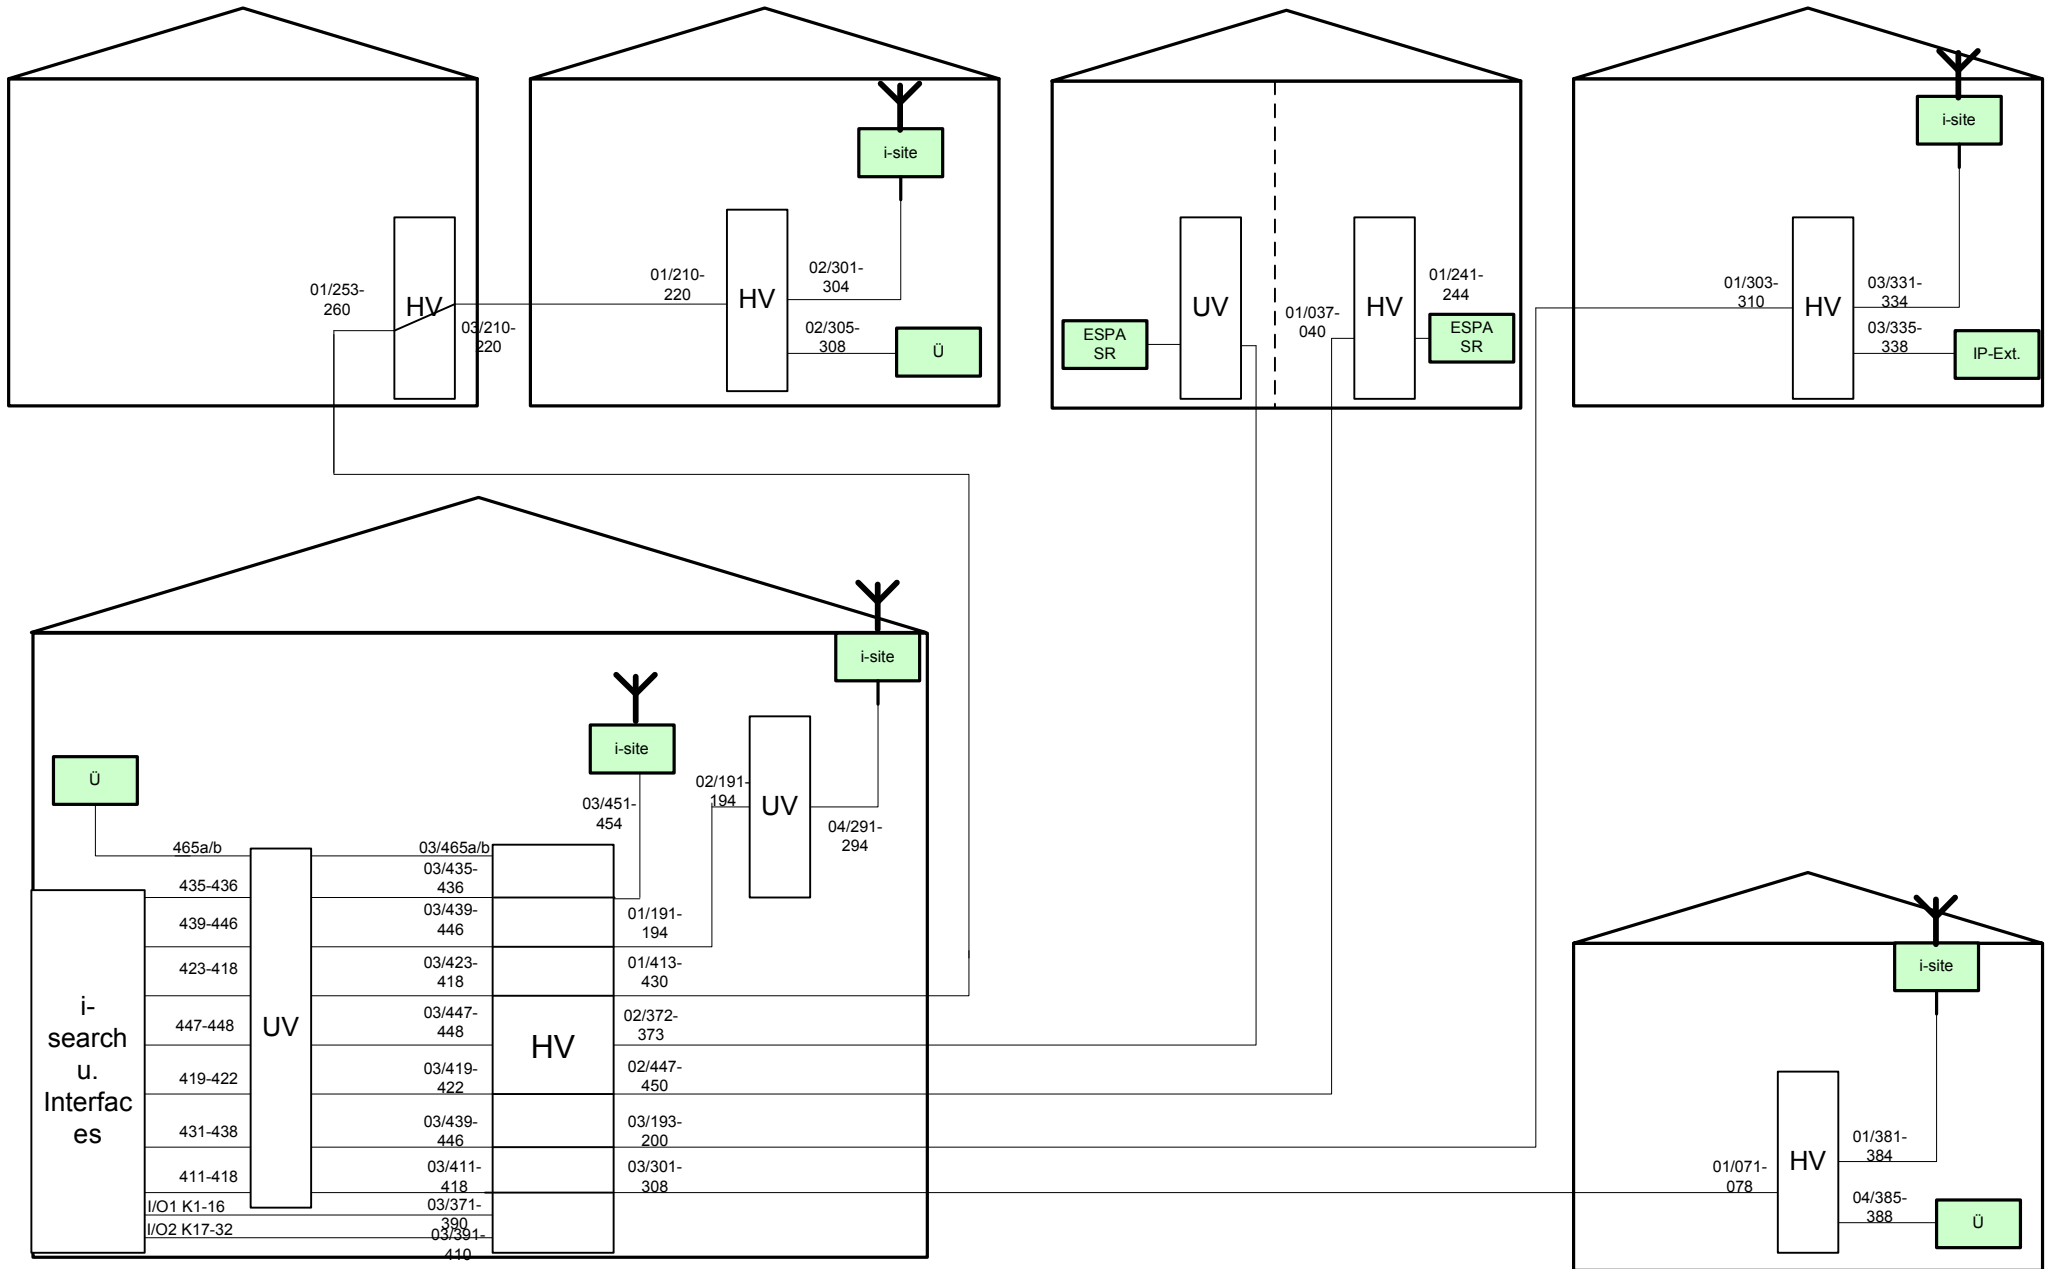 i-site
01/253-
260
HV
03/210-
220
01/210-
220
HV
02/301-
304
02/305-
308
Ü
ESPA
SR
UV
01/037-
040
HV
01/241-
244
ESPA
SR
i-site
01/303-
310
HV
03/331-
334
03/335-
338
IP-Ext.
i-site
i-site
Ü
03/451-
454
02/191-
194
UV
04/291-
294
465a/b
03/465a/b
435-436
03/435-
436
439-446
03/439-
446
01/191-
194
423-418
03/423-
418
01/413-
430
i-
search
u.
Interfac
es
UV
447-448
03/447-
448
HV
02/372-
373
419-422
03/419-
422
02/447-
450
431-438
03/439-
446
03/193-
200
411-418
03/411-
418
03/301-
308
I/O1 K1-16
03/371-
390
I/O2 K17-32
03/391-
410
i-site
01/071-
078
HV
01/381-
384
04/385-
388
Ü